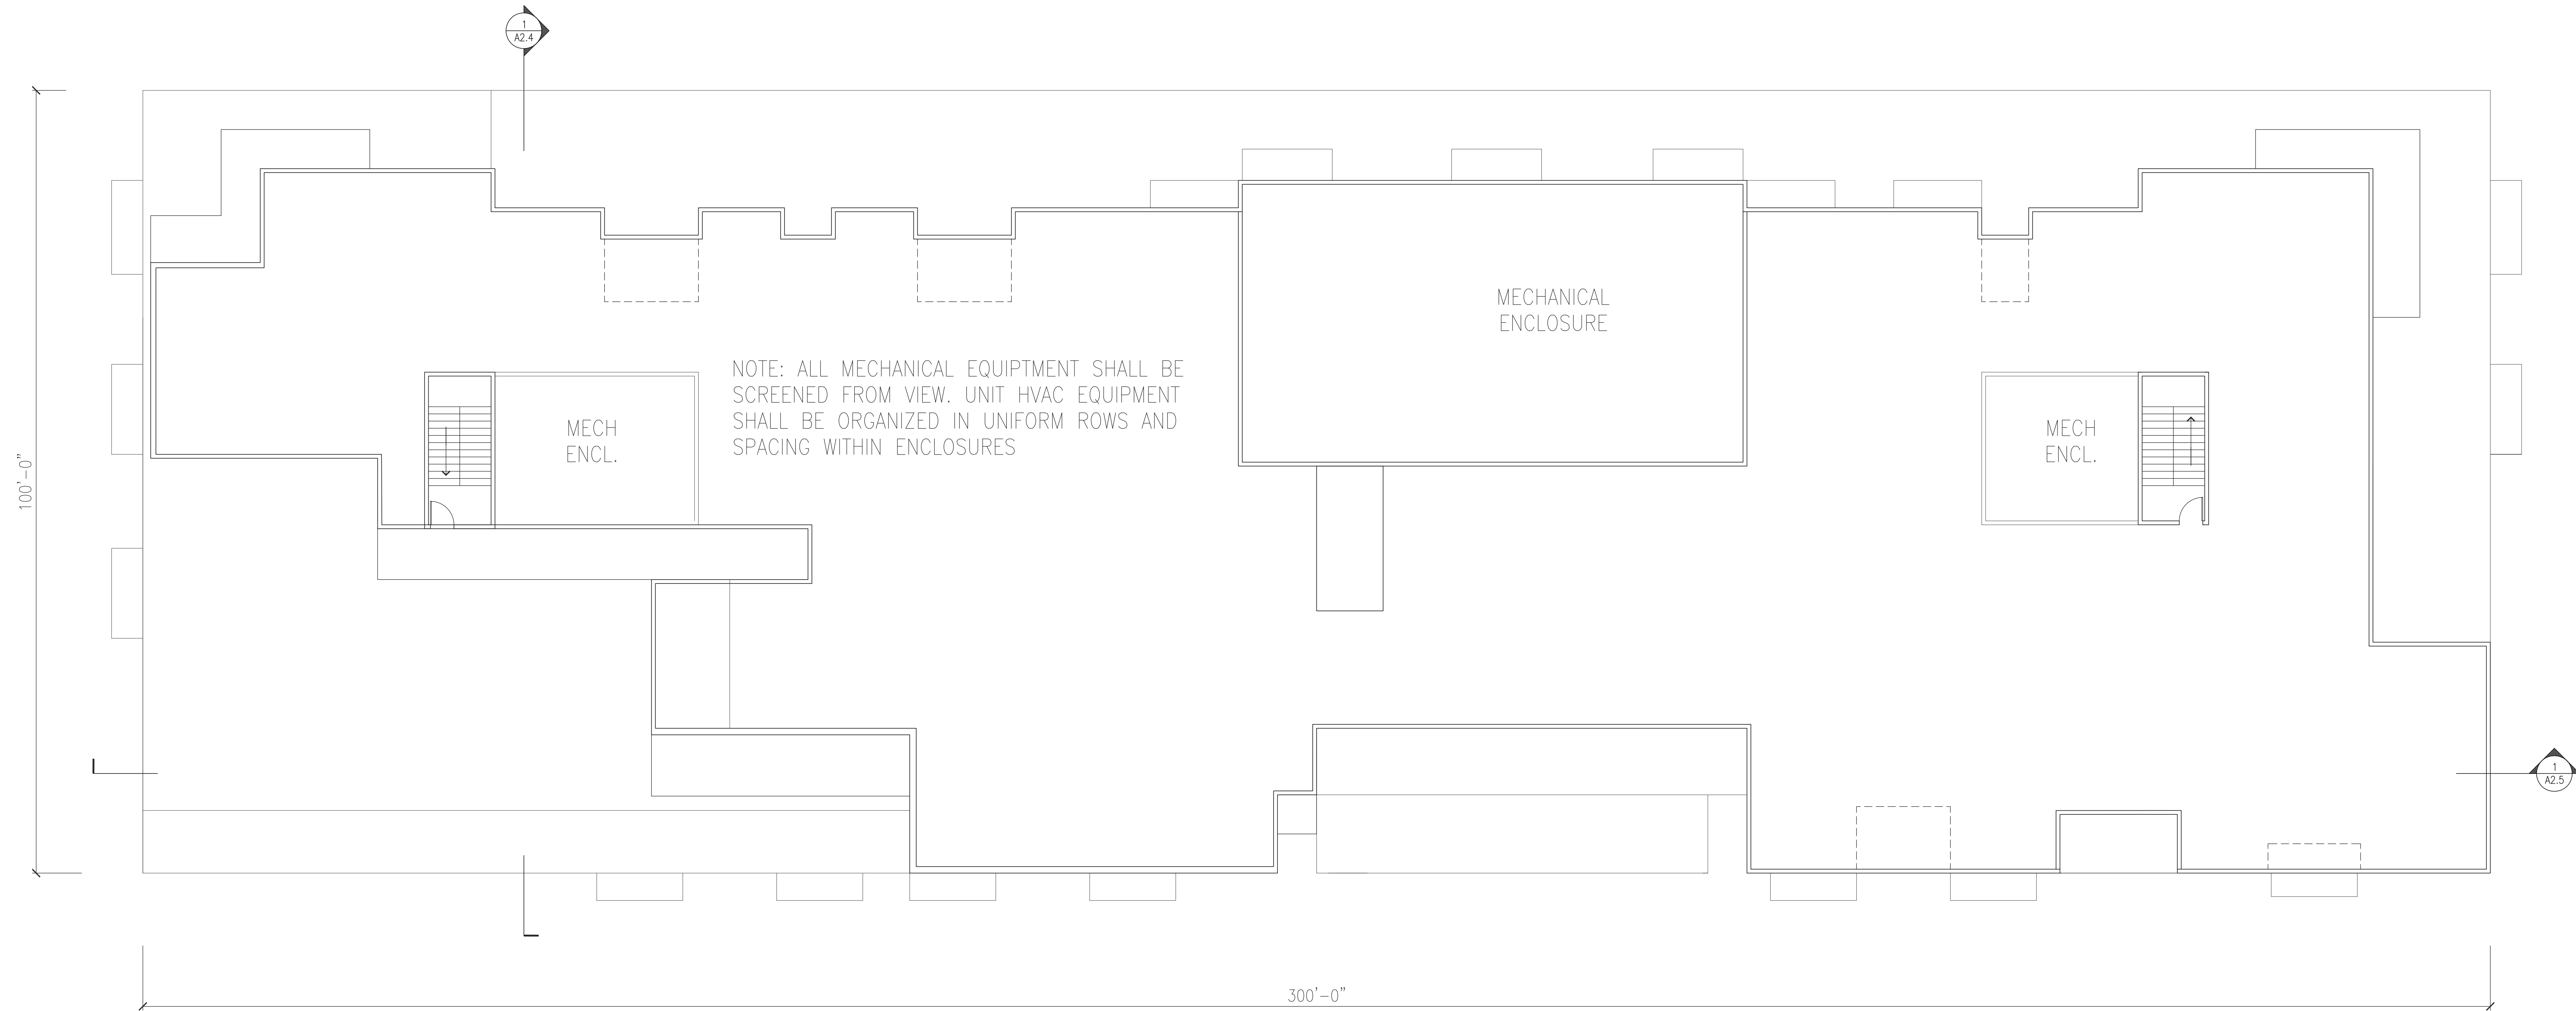 1
A2.4
100'-0"
MECHANICAL
ENCLOSURE
NOTE: ALL MECHANICAL EQUIPTMENT SHALL BE
SCREENED FROM VIEW. UNIT HVAC EQUIPMENT
SHALL BE ORGANIZED IN UNIFORM ROWS AND
SPACING WITHIN ENCLOSURES
MECH
ENCL.
MECH
ENCL.
1
A2.5
300'-0"